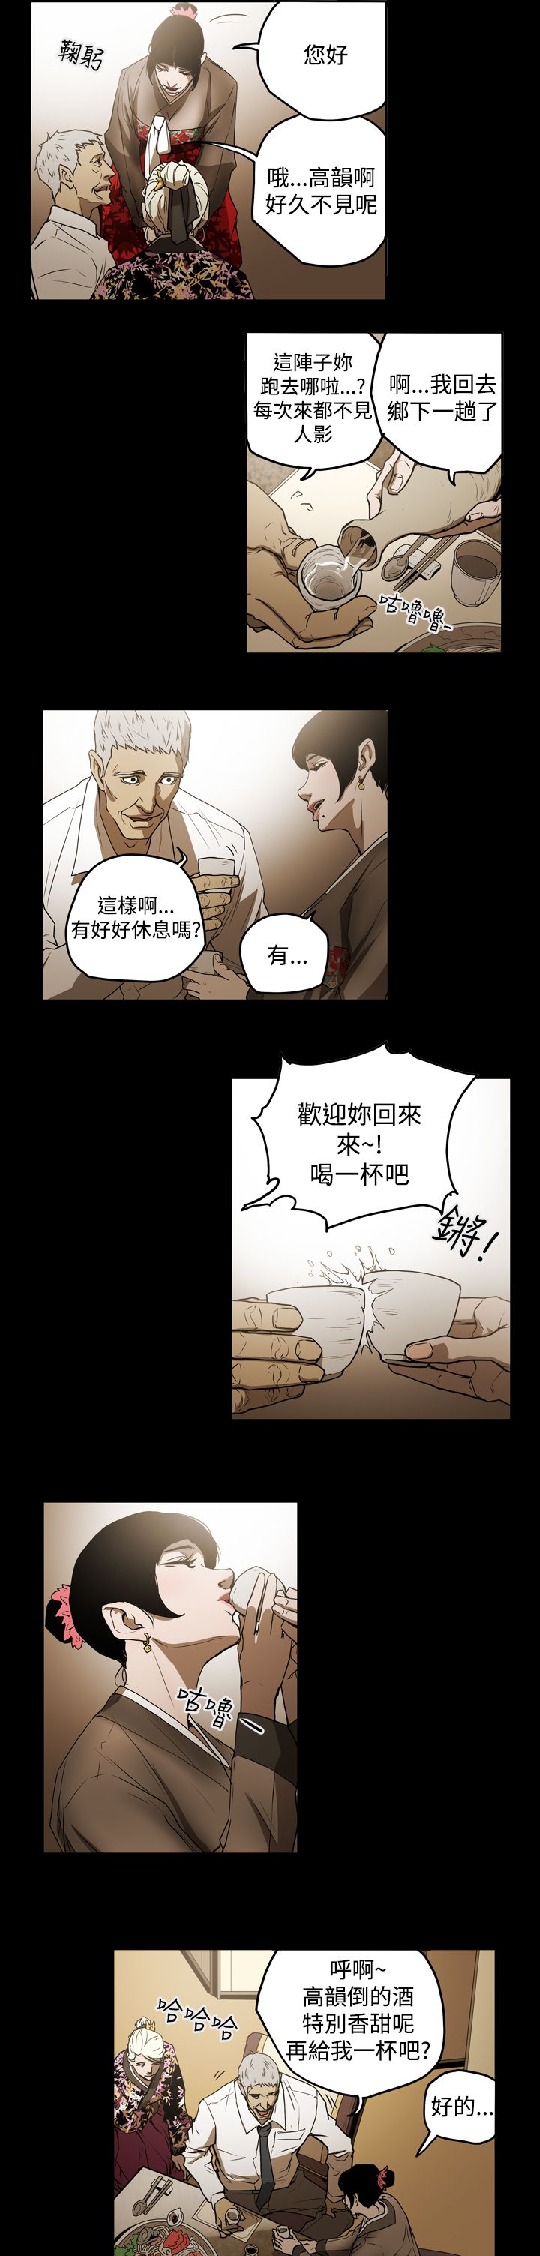 鞠躬
您好
哦...高韻啊
好久不見呢
這陣子妳
跑去哪啦...?
每次來都不見
人影
啊...我回去
鄉下一趟了
咕嚕嚕~
這樣啊...
有好好休息嗎?
有...
歡迎妳回來
來~!
喝一杯吧
鏘!
咕嚕一
哈哈哈
呼啊~
高韻倒的酒
特別香甜呢
再給我一杯吧?
好的...